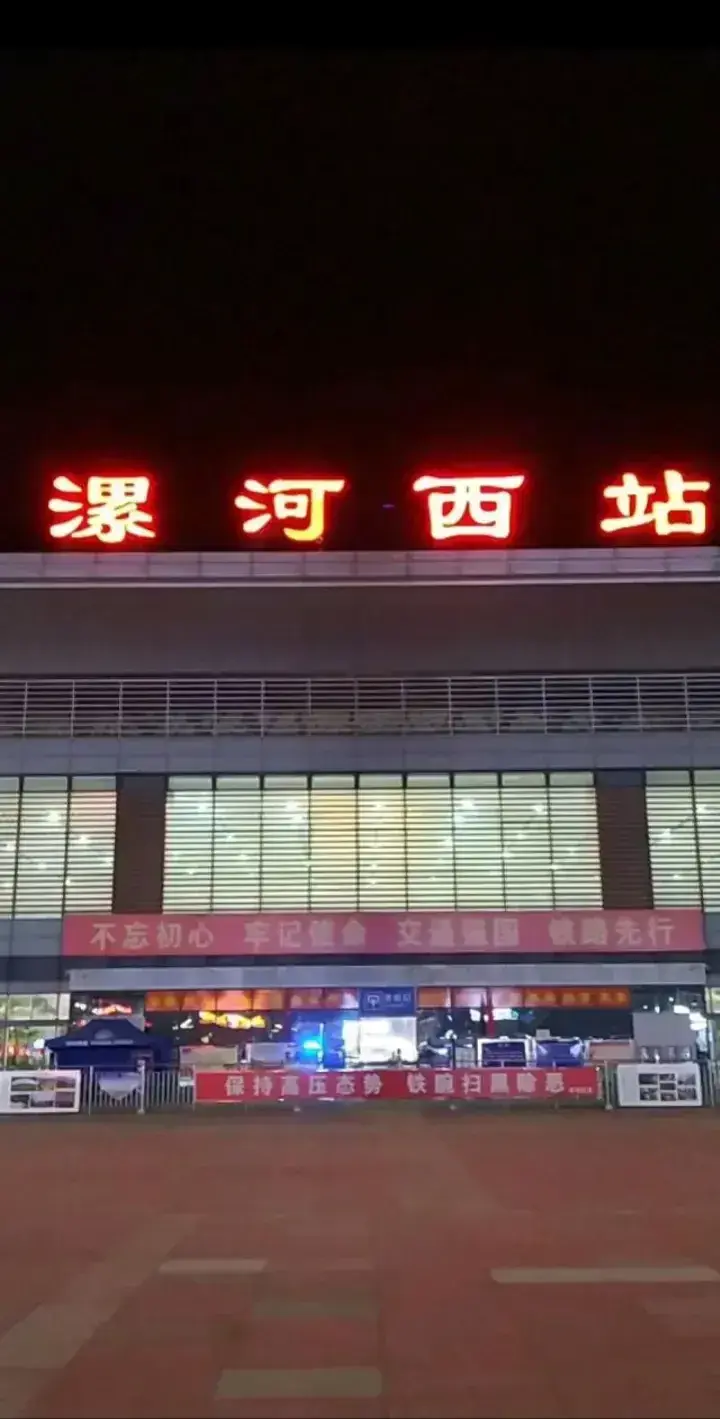 漯河西站
不忘初心 牢记使命 交通强国 铁路先行
保持高压态势 铁腕扫黑除恶